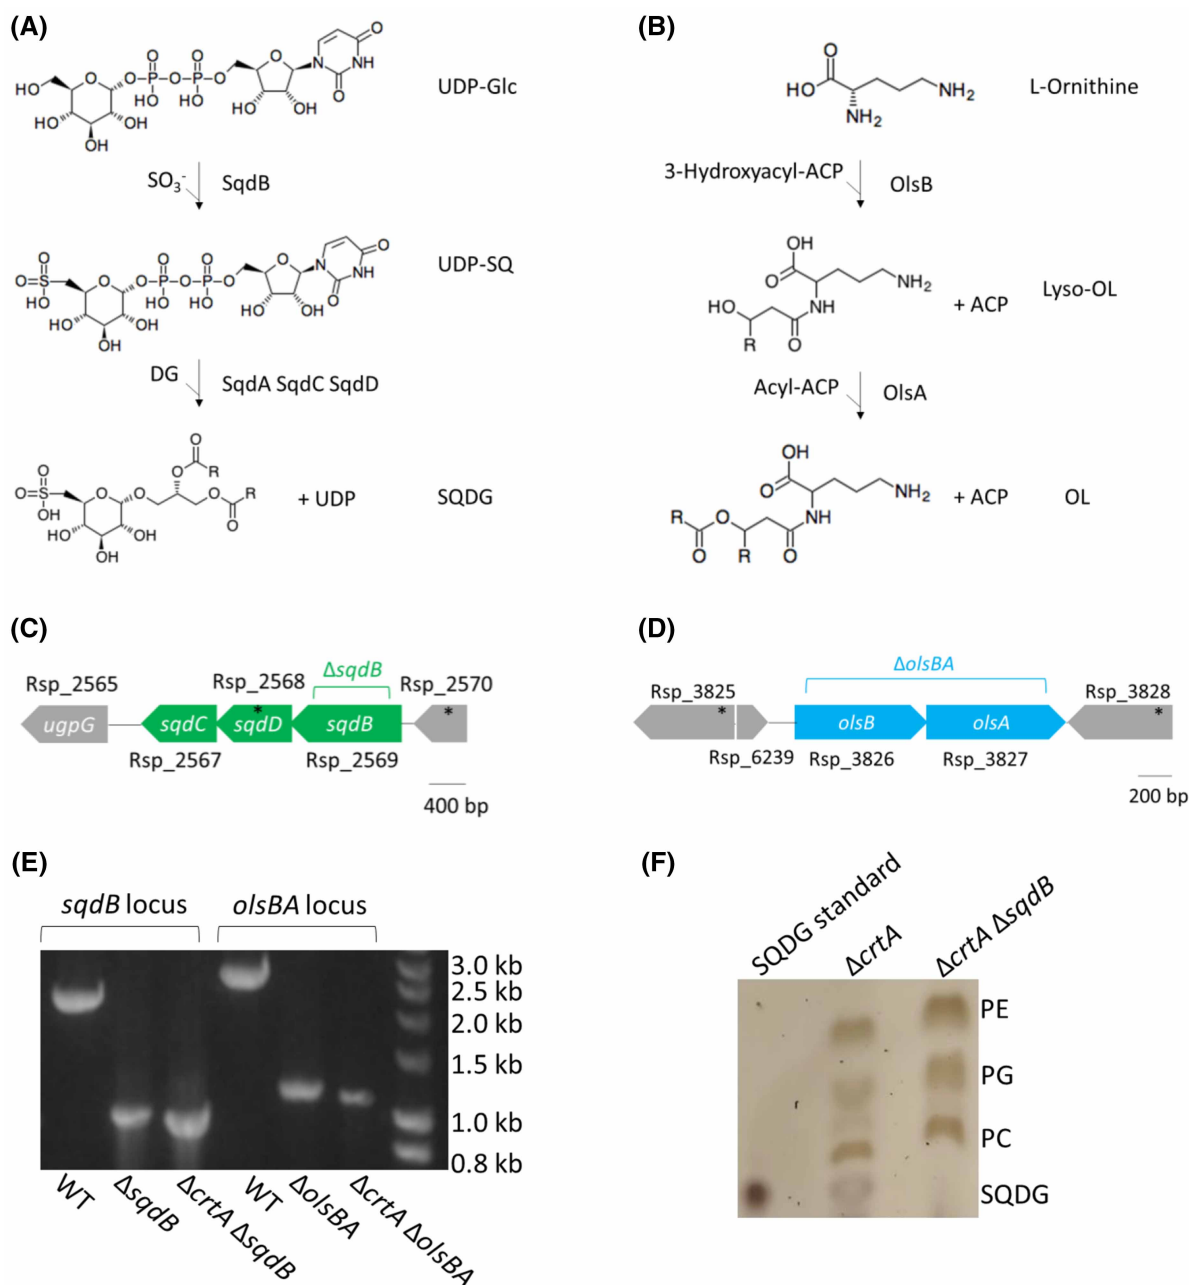 (A)
UDP-Glc
SO3- SqdB
UDP-SQ
DG SqdA SqdC SqdD
+ UDP SQDG
(B)
L-Ornithine
3-Hydroxyacyl-ACP OlsB
+ ACP Lyso-OL
Acyl-ACP OlsA
+ ACP OL
(C)
ΔsqdB
Rsp_2565 Rsp_2568 Rsp_2570
* *
ugpG sqdC sqdD sqdB
Rsp_2567 Rsp_2569
400 bp
(D)
ΔolsBA
Rsp_3825 Rsp_3828
* *
olsB olsA
Rsp_6239 Rsp_3826 Rsp_3827
200 bp
(E)
sqdB locus olsBA locus
3.0 kb
2.5 kb
2.0 kb
1.5 kb
1.0 kb
0.8 kb
WT ΔsqdB ΔcrtA ΔsqdB WT ΔolsBA ΔcrtA ΔolsBA
(F)
SQDG standard ΔcrtA ΔcrtA ΔsqdB
PE
PG
PC
SQDG